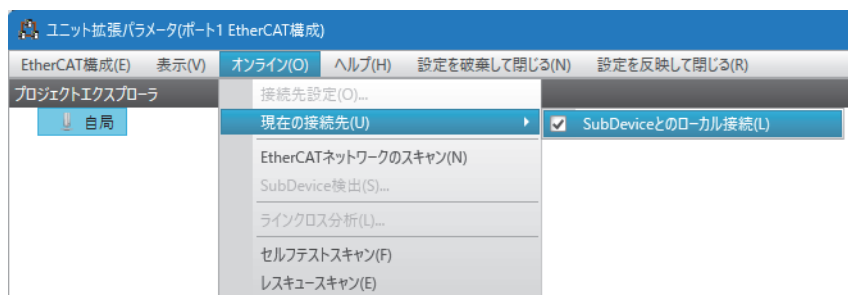 ユニット拡張パラメータ(ポート1 EtherCAT構成)
EtherCAT構成(E) 表示(V) オンライン(O) ヘルプ(H) 設定を破棄して閉じる(N) 設定を反映して閉じる(R)
プロジェクトエクスプローラ
自局
接続先設定(O)...
現在の接続先(U)
SubDeviceとのローカル接続(L)
EtherCATネットワークのスキャン(N)
SubDevice検出(S)...
ラインクロス分析(L)...
セルフテストスキャン(F)
レスキュースキャン(E)